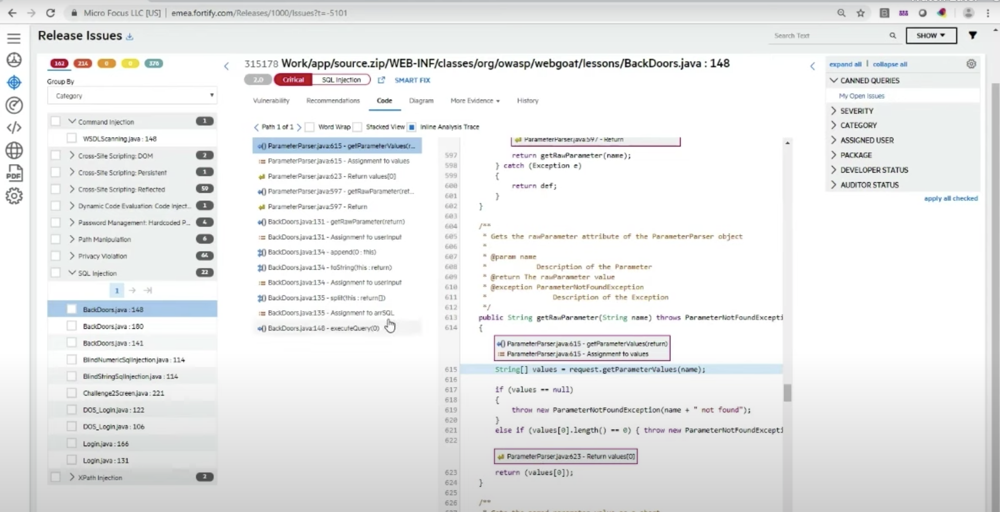 Micro Focus LLC [US] | emea.fortify.com/Releases/1000/Issues?t=-5101
Release Issues
Search Text
SHOW
162 214 0 0 376
Group By
Category
Command Injection 1
WSDLScanning.java : 148
Cross-Site Scripting: DOM 2
Cross-Site Scripting: Persistent 1
Cross-Site Scripting: Reflected 59
Dynamic Code Evaluation: Code Inject... 1
Password Management: Hardcoded P... 4
Path Manipulation 6
Privacy Violation 64
SQL Injection 22
1
BackDoors.java : 148
BackDoors.java : 180
BackDoors.java : 141
BlindNumericSqlInjection.java : 114
BlindStringSqlInjection.java : 114
Challenge2Screen.java : 221
DOS_Login.java : 122
DOS_Login.java : 106
Login.java : 166
Login.java : 131
XPath Injection 2
PDF
315178 Work/app/source.zip/WEB-INF/classes/org/owasp/webgoat/lessons/BackDoors.java : 148
2.0 Critical SQL Injection SMART FIX
Vulnerability Recommendations Code Diagram More Evidence History
Path 1 of 1 Word Wrap Stacked View Inline Analysis Trace
ParameterParser.java:615 - getParameterValues(r...
ParameterParser.java:615 - Assignment to values
ParameterParser.java:623 - Return values[0]
ParameterParser.java:597 - getRawParameter(ret...
ParameterParser.java:597 - Return
BackDoors.java:131 - getRawParameter(return)
BackDoors.java:131 - Assignment to userInput
BackDoors.java:134 - append(0 : this)
BackDoors.java:134 - toString(this : return)
BackDoors.java:134 - Assignment to userInput
BackDoors.java:135 - split(this : return[])
BackDoors.java:135 - Assignment to arrSQL
BackDoors.java:148 - executeQuery(0)
ParameterParser.java:597 - Return
597 return getRawParameter(name);
598 } catch (Exception e)
599 {
600 return def;
601 }
602 }
603
604 /**
605 * Gets the rawParameter attribute of the ParameterParser object
606 *
607 * @param name
608 * Description of the Parameter
609 * @return The rawParameter value
610 * @exception ParameterNotFoundException
611 * Description of the Exception
612 */
613 public String getRawParameter(String name) throws ParameterNotFoundExcepti
614 {
ParameterParser.java:615 - getParameterValues(return)
ParameterParser.java:615 - Assignment to values
615 String[] values = request.getParameterValues(name);
616
617 if (values == null)
618 {
619 throw new ParameterNotFoundException(name + " not found");
620 }
621 else if (values[0].length() == 0) { throw new ParameterNotFoundExcepti
622
ParameterParser.java:623 - Return values[0]
623 return (values[0]);
624 }
625
626 /**
expand all | collapse all
CANNED QUERIES
My Open Issues
SEVERITY
CATEGORY
ASSIGNED USER
PACKAGE
DEVELOPER STATUS
AUDITOR STATUS
apply all checked